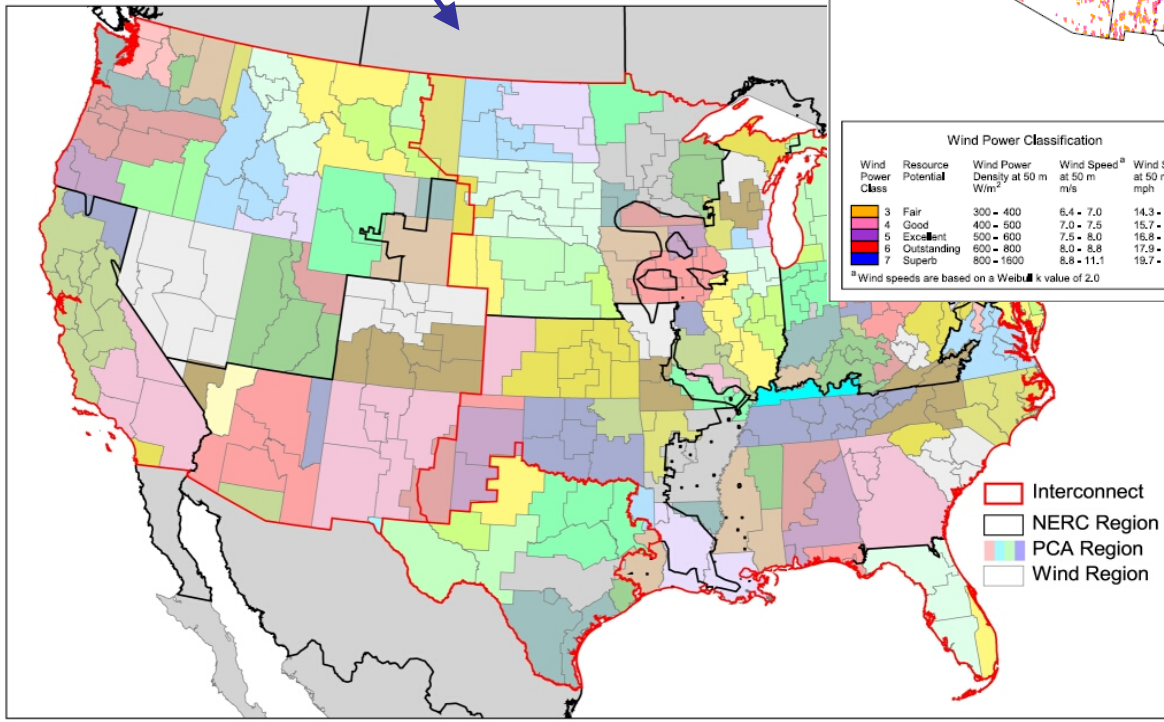 Wind Power Classification
Wind Power Class Resource Potential Wind Power Density at 50 m W/m² Wind Speed ᵃ at 50 m m/s Wind S at 50 m mph
3 Fair 300 - 400 6.4 - 7.0 14.3 -
4 Good 400 - 500 7.0 - 7.5 15.7 -
5 Excellent 500 - 600 7.5 - 8.0 16.8 -
6 Outstanding 600 - 800 8.0 - 8.8 17.9 -
7 Superb 800 - 1600 8.8 - 11.1 19.7 -
ᵃ Wind speeds are based on a Weibull k value of 2.0
Interconnect
NERC Region
PCA Region
Wind Region